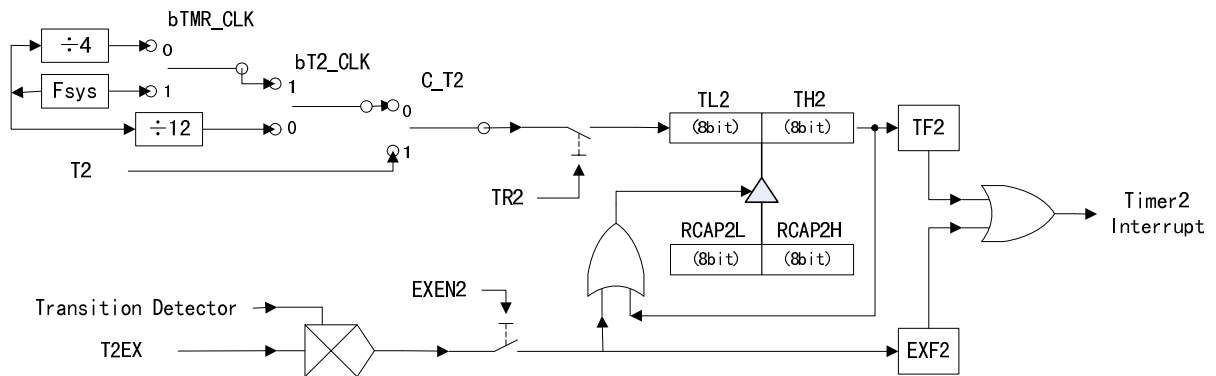 bTMR_CLK
÷4
0
bT2_CLK
C_T2
Fsys
1
1
0
TL2
TH2
÷12
0
(8bit)
(8bit)
TF2
T2
1
TR2
Timer2
Interrupt
RCAP2L
RCAP2H
(8bit)
(8bit)
EXEN2
Transition Detector
T2EX
EXF2